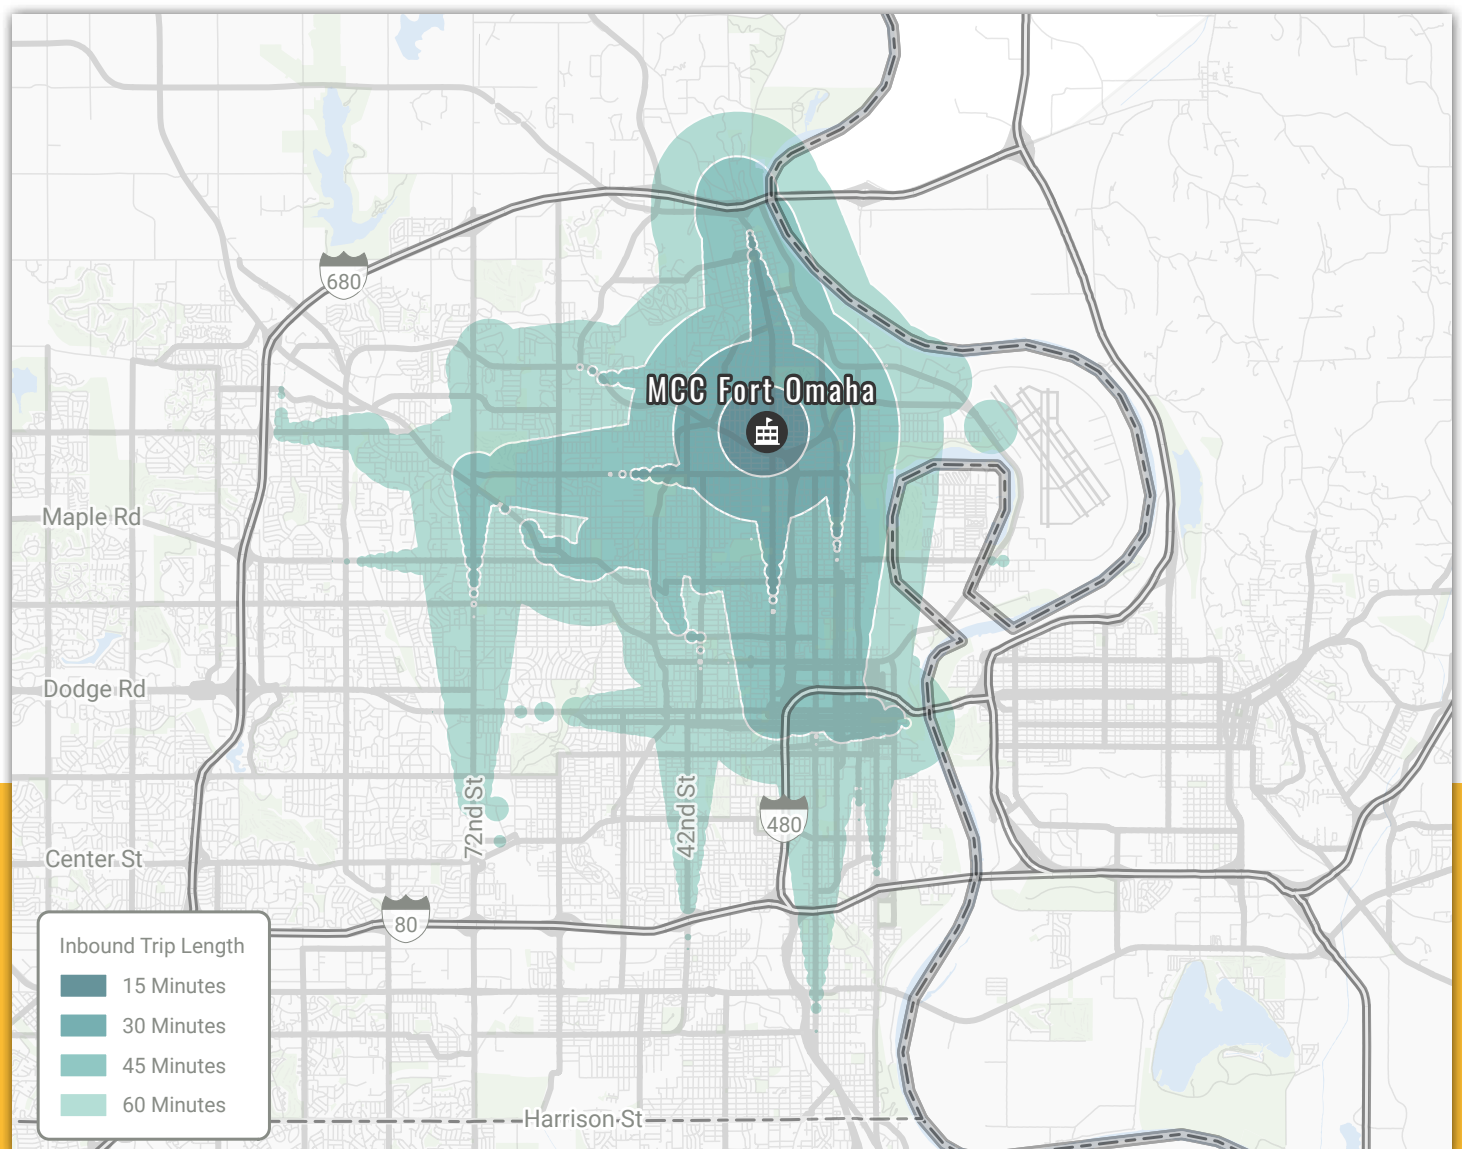 680
MCC Fort Omaha
Maple Rd
Dodge Rd
72nd St
42nd St
480
Center St
80
Inbound Trip Length
15 Minutes
30 Minutes
45 Minutes
60 Minutes
Harrison St